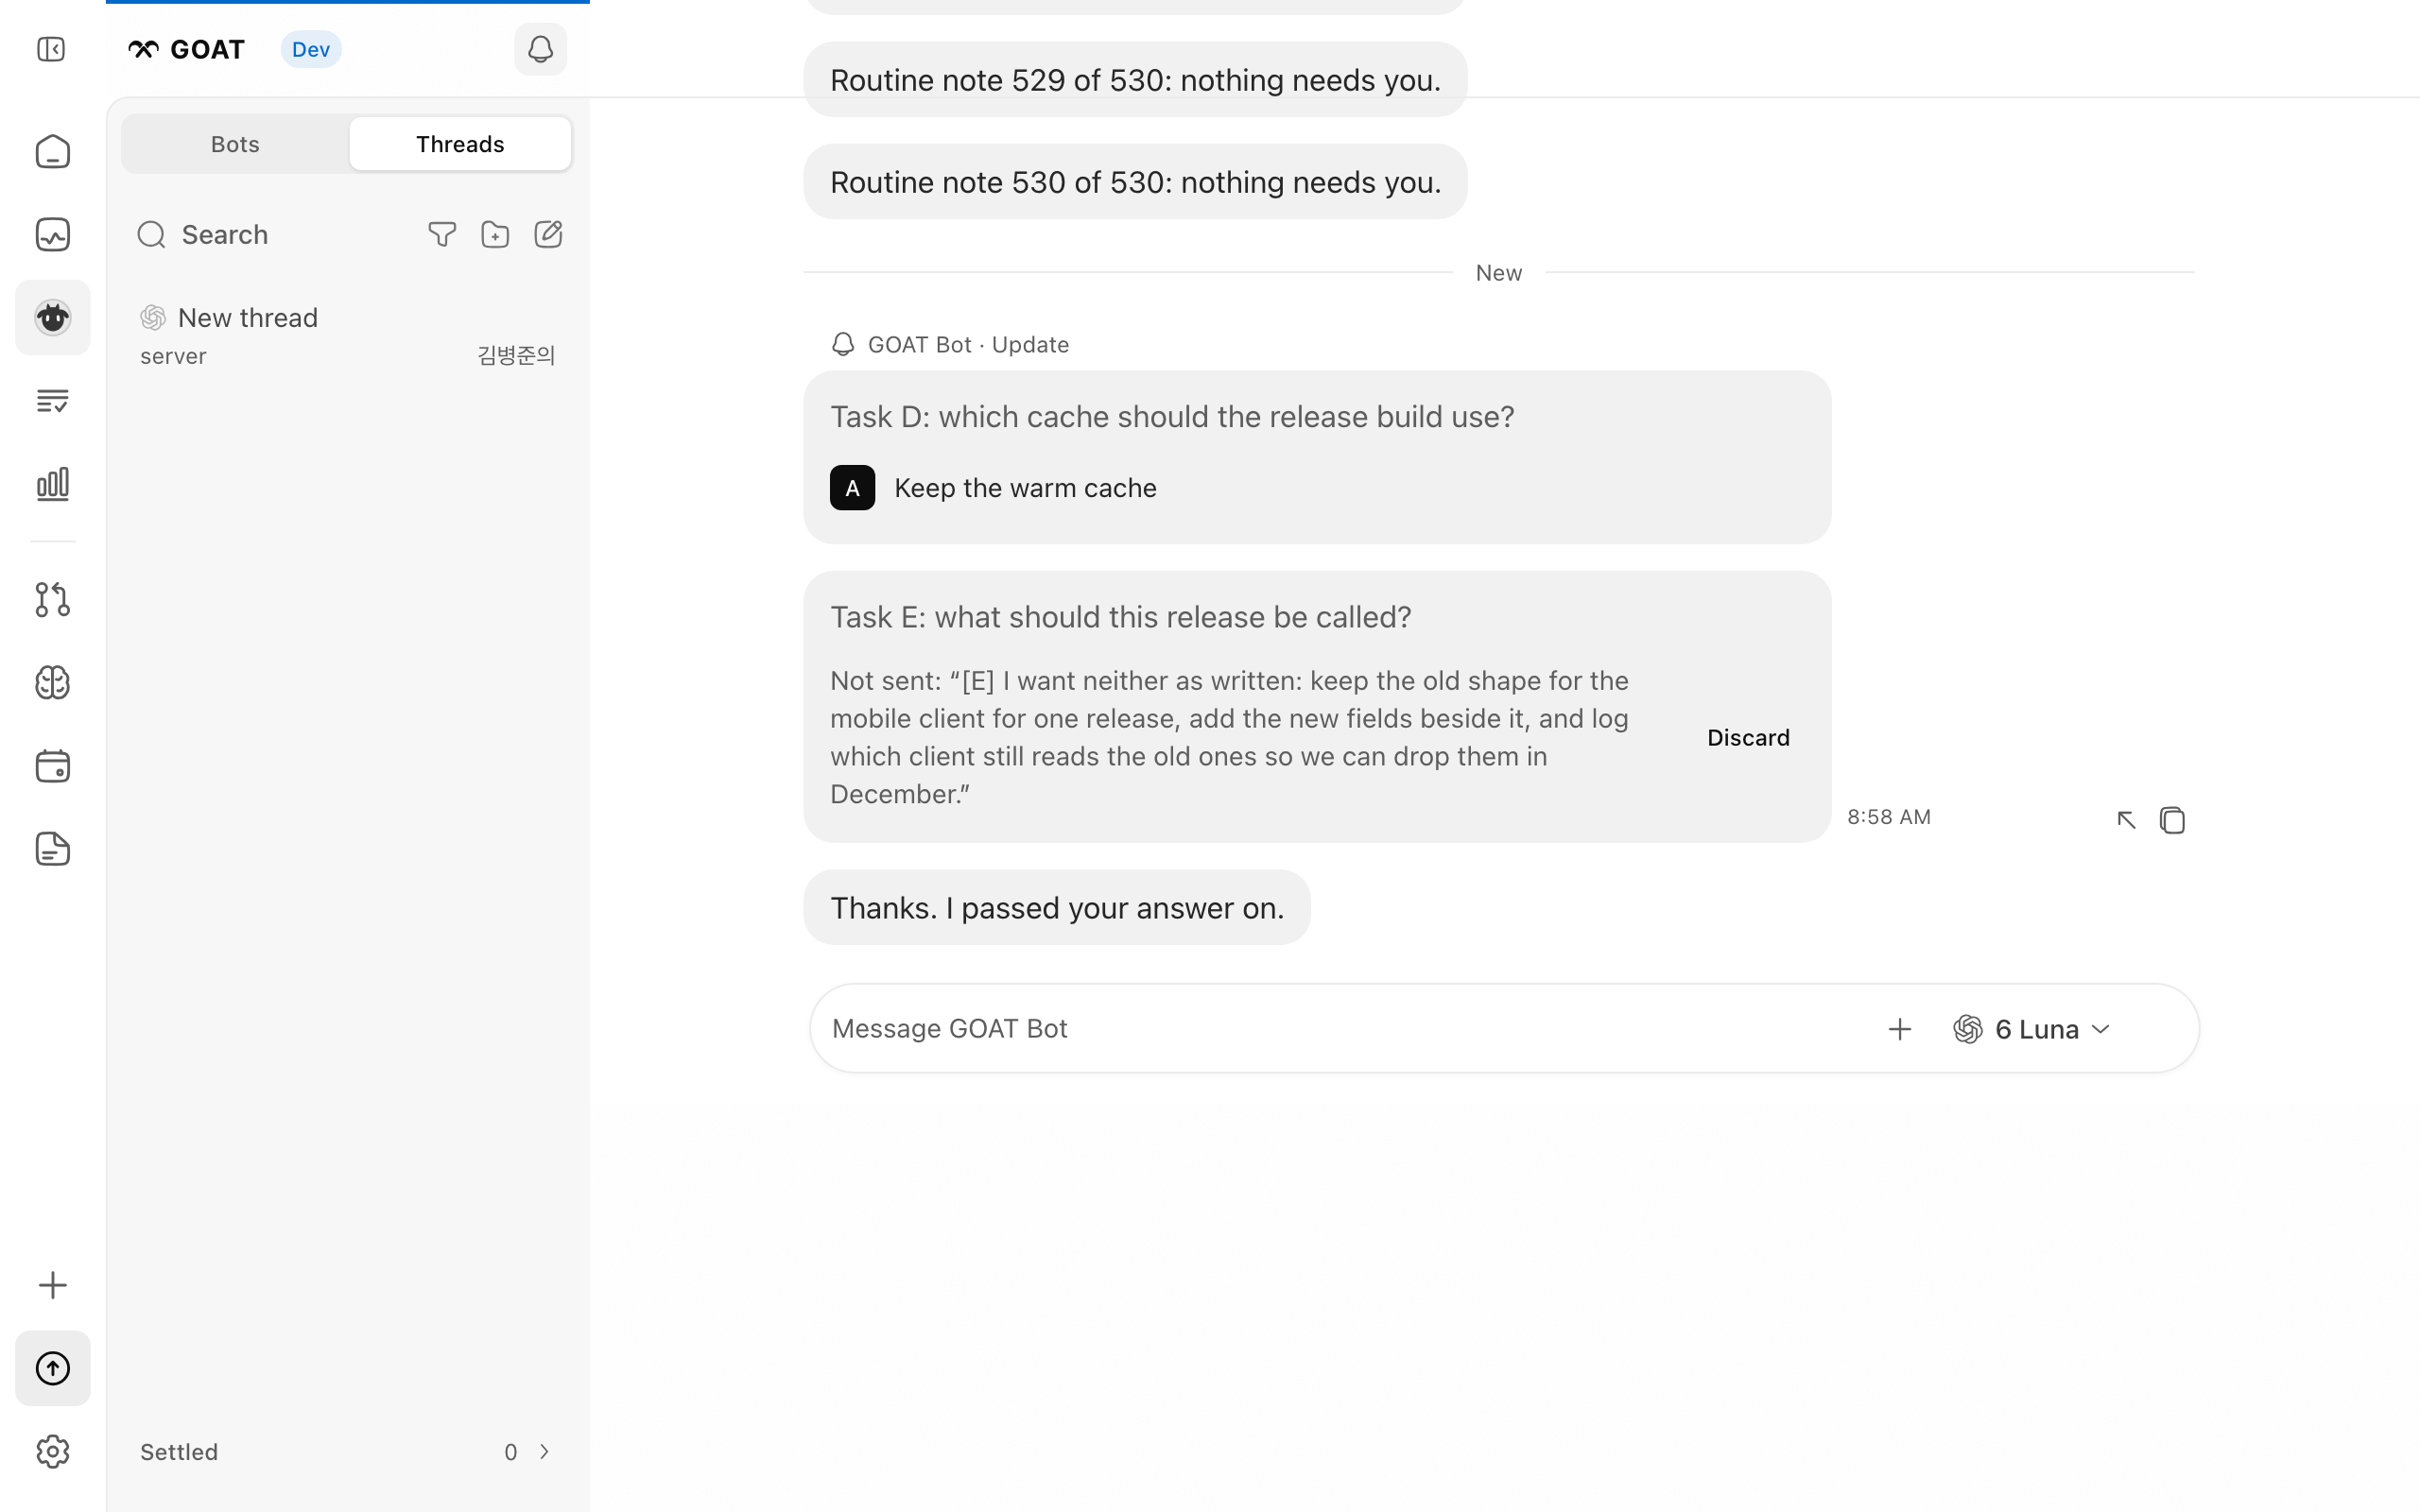 GOAT
Dev
Bots
Threads
Search
New thread
server
김병준의
Settled
0
Routine note 529 of 530: nothing needs you.
Routine note 530 of 530: nothing needs you.
New
GOAT Bot · Update
Task D: which cache should the release build use?
A
Keep the warm cache
Task E: what should this release be called?
Not sent: “[E] I want neither as written: keep the old shape for the
mobile client for one release, add the new fields beside it, and log
which client still reads the old ones so we can drop them in
December.”
Discard
8:58 AM
Thanks. I passed your answer on.
Message GOAT Bot
6 Luna